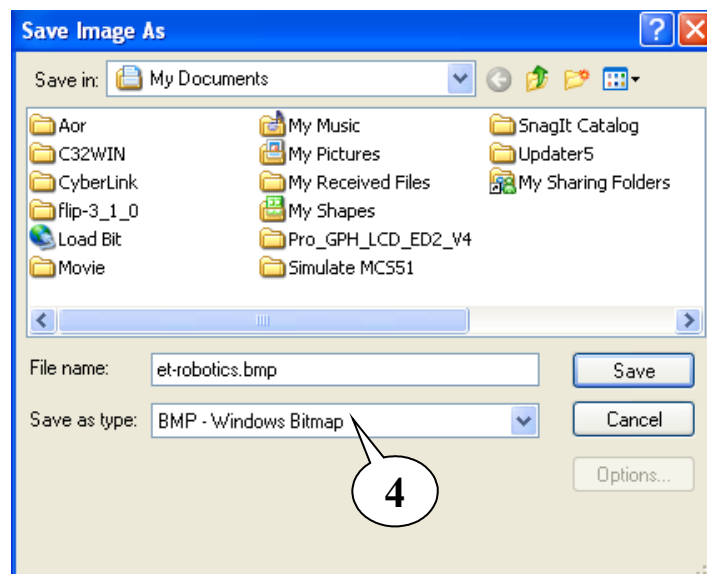 Save Image As
Save in: My Documents
Aor My Music SnagIt Catalog
C32WIN My Pictures Updater5
CyberLink My Received Files My Sharing Folders
flip-3_1_0 My Shapes
Load Bit Pro_GPH_LCD_ED2_V4
Movie Simulate MCS51
File name: et-robotics.bmp Save
Save as type: BMP - Windows Bitmap Cancel
Options...
4